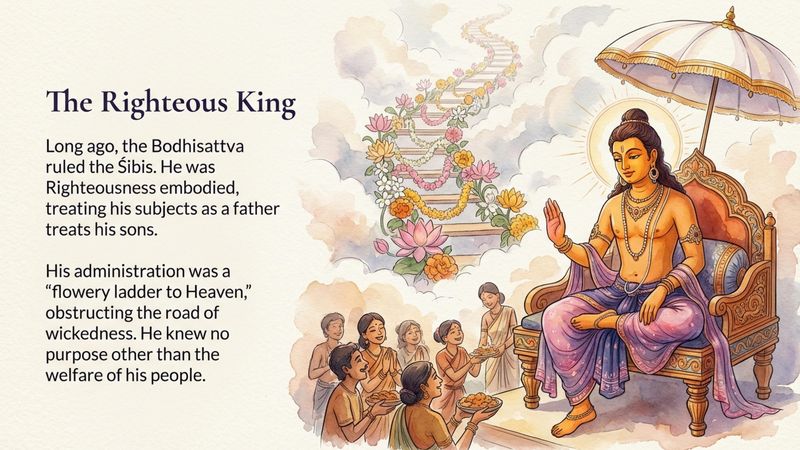 The Righteous King
Long ago, the Bodhisattva
ruled the Śibis. He was
Righteousness embodied,
treating his subjects as a father
treats his sons.
His administration was a
“flowery ladder to Heaven,”
obstructing the road of
wickedness. He knew no
purpose other than the
welfare of his people.